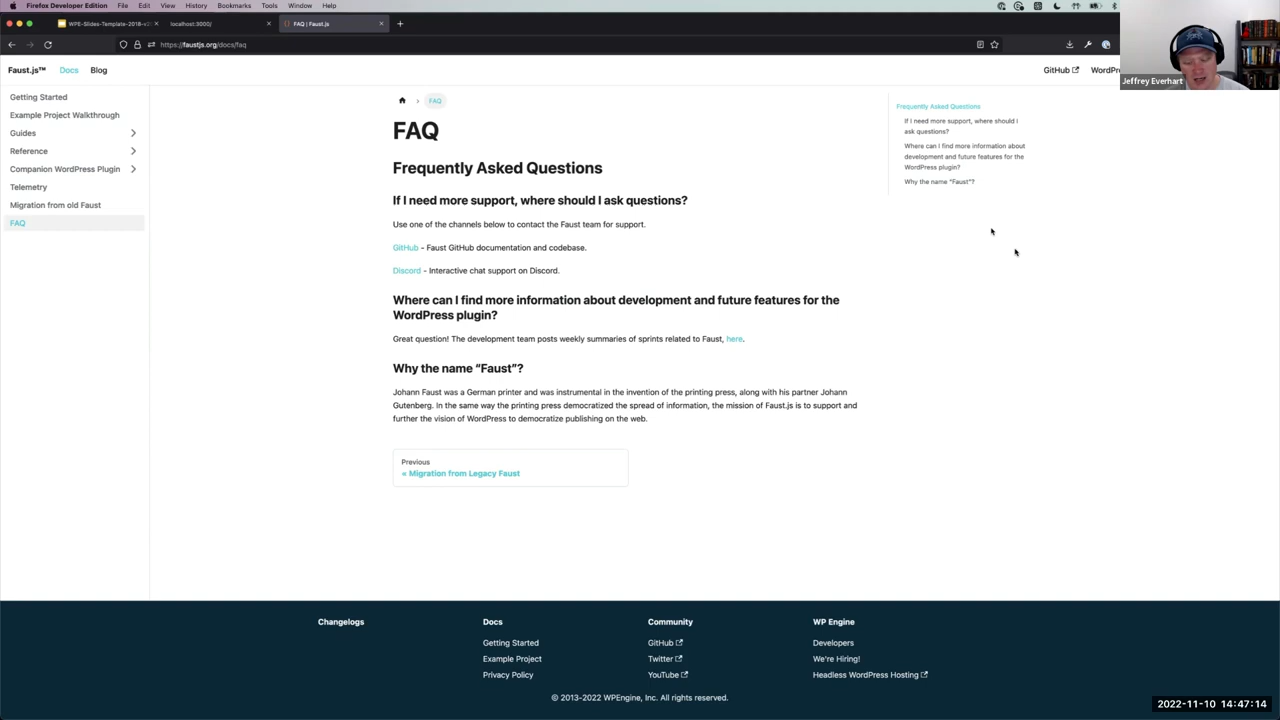 Firefox Developer Edition File Edit View History Bookmarks Tools Window Help
WPE-Slides-Template-2018-v2
localhost:3000/
FAQ | Faust.js
https://faustjs.org/docs/faq
Jeffrey Everhart
Faust.js™ Docs Blog
GitHub
WordPre
Getting Started
Example Project Walkthrough
Guides
Reference
Companion WordPress Plugin
Telemetry
Migration from old Faust
FAQ
FAQ
FAQ
Frequently Asked Questions
If I need more support, where should I ask questions?
Use one of the channels below to contact the Faust team for support.
GitHub - Faust GitHub documentation and codebase.
Discord - Interactive chat support on Discord.
Where can I find more information about development and future features for the
WordPress plugin?
Great question! The development team posts weekly summaries of sprints related to Faust, here.
Why the name “Faust”?
Johann Faust was a German printer and was instrumental in the invention of the printing press, along with his partner Johann
Gutenberg. In the same way the printing press democratized the spread of information, the mission of Faust.js is to support and
further the vision of WordPress to democratize publishing on the web.
Previous
« Migration from Legacy Faust
Frequently Asked Questions
If I need more support, where should I
ask questions?
Where can I find more information about
development and future features for the
WordPress plugin?
Why the name “Faust”?
Changelogs
Docs
Getting Started
Example Project
Privacy Policy
Community
GitHub
Twitter
YouTube
WP Engine
Developers
We're Hiring!
Headless WordPress Hosting
© 2013-2022 WPEngine, Inc. All rights reserved.
2022-11-10 14:47:14